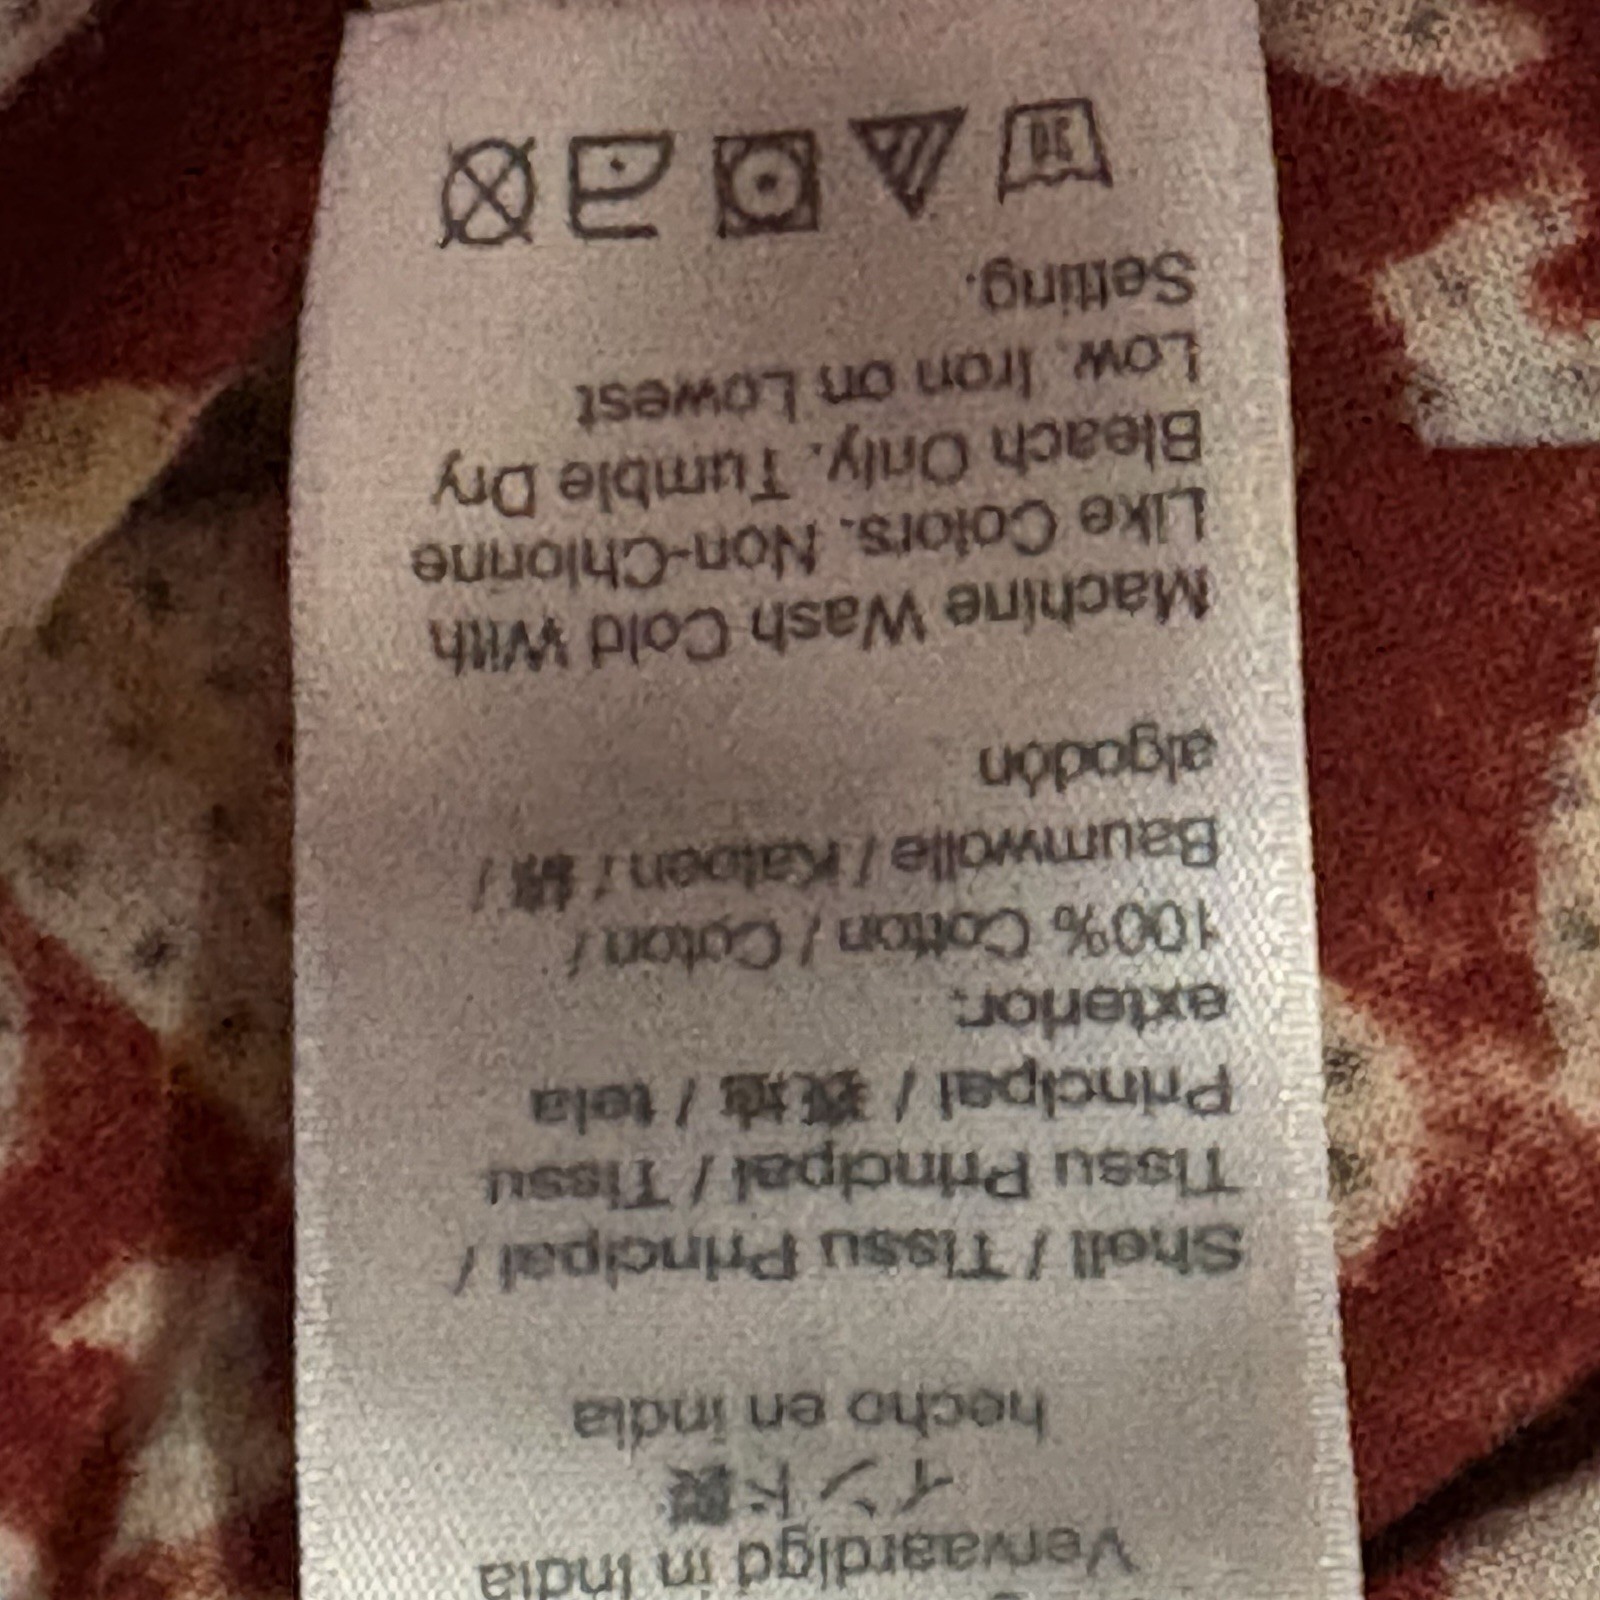 Vervaardigd in India
インド製
hecho en india
Shell / Tissu Principal /
Tissu Principal / Tissu
Principal / 表地 / tela
exterior:
100% Cotton / Coton /
Baumwolle / Katoen / 綿 /
algodón
Machine Wash Cold With
Like Colors. Non-Chlorine
Bleach Only. Tumble Dry
Low. Iron on Lowest
Setting.
30